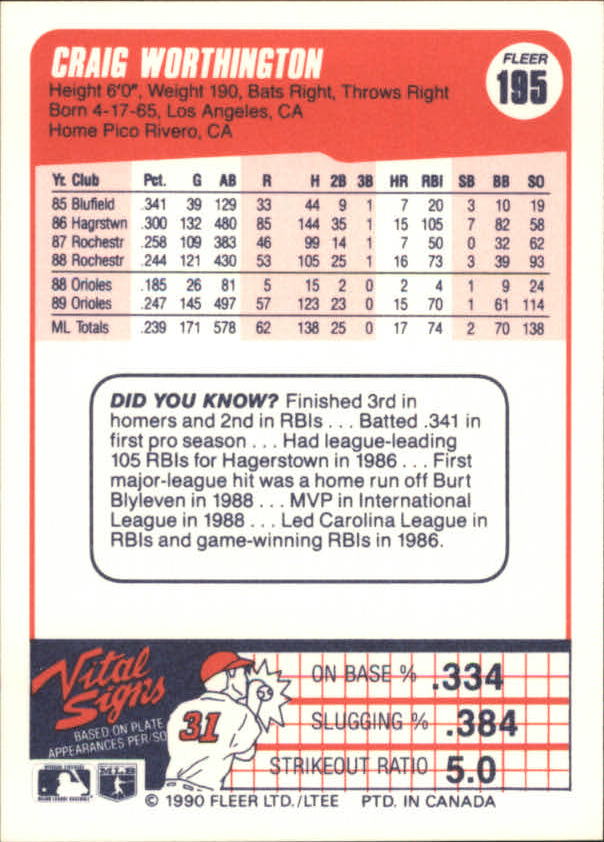 CRAIG WORTHINGTON
FLEER
195
Height 6'0", Weight 190, Bats Right, Throws Right
Born 4-17-65, Los Angeles, CA
Home Pico Rivero, CA
Yr. Club Pct. G AB R H 2B 3B HR RBI SB BB SO
85 Blufield .341 39 129 33 44 9 1 7 20 3 10 19
86 Hagrstwn .300 132 480 85 144 35 1 15 105 7 82 58
87 Rochestr .258 109 383 46 99 14 1 7 50 0 32 62
88 Rochestr .244 121 430 53 105 25 1 16 73 3 39 93
88 Orioles .185 26 81 5 15 2 0 2 4 1 9 24
89 Orioles .247 145 497 57 123 23 0 15 70 1 61 114
ML Totals .239 171 578 62 138 25 0 17 74 2 70 138
DID YOU KNOW? Finished 3rd in
homers and 2nd in RBIs . . . Batted .341 in
first pro season . . . Had league-leading
105 RBIs for Hagerstown in 1986 . . . First
major-league hit was a home run off Burt
Blyleven in 1988 . . . MVP in International
League in 1988 . . . Led Carolina League in
RBIs and game-winning RBIs in 1986.
Vital
Signs
BASED ON PLATE
APPEARANCES PER/SO
31
ON BASE % .334
SLUGGING % .384
STRIKEOUT RATIO 5.0
MLB
© 1990 FLEER LTD./LTEE PTD. IN CANADA